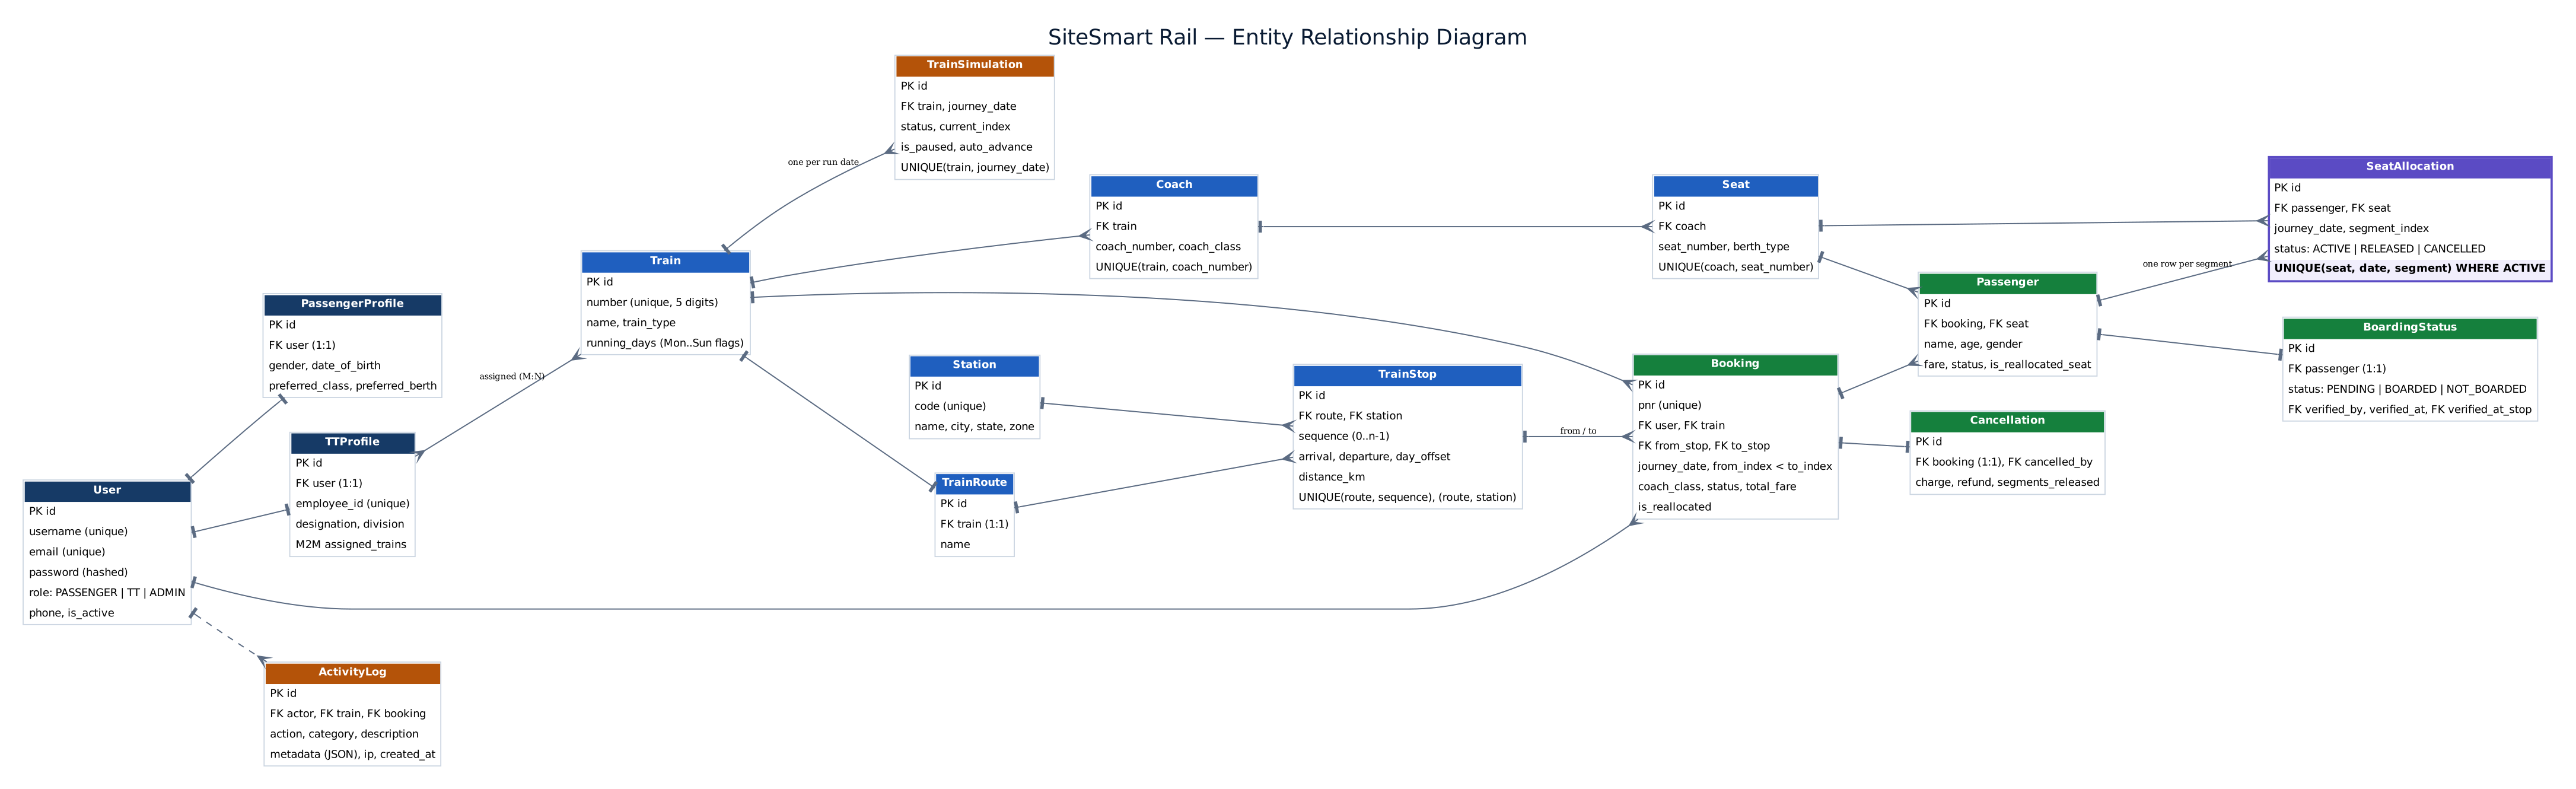 SiteSmart Rail — Entity Relationship Diagram
TrainSimulation
PK id
FK train, journey_date
status, current_index
is_paused, auto_advance
UNIQUE(train, journey_date)
one per run date
Coach
PK id
FK train
coach_number, coach_class
UNIQUE(train, coach_number)
Seat
PK id
FK coach
seat_number, berth_type
UNIQUE(coach, seat_number)
SeatAllocation
PK id
FK passenger, FK seat
journey_date, segment_index
status: ACTIVE | RELEASED | CANCELLED
UNIQUE(seat, date, segment) WHERE ACTIVE
one row per segment
Train
PK id
number (unique, 5 digits)
name, train_type
running_days (Mon..Sun flags)
Passenger
PK id
FK booking, FK seat
name, age, gender
fare, status, is_reallocated_seat
PassengerProfile
PK id
FK user (1:1)
gender, date_of_birth
preferred_class, preferred_berth
assigned (M:N)
BoardingStatus
PK id
FK passenger (1:1)
status: PENDING | BOARDED | NOT_BOARDED
FK verified_by, verified_at, FK verified_at_stop
Station
PK id
code (unique)
name, city, state, zone
TrainStop
PK id
FK route, FK station
sequence (0..n-1)
arrival, departure, day_offset
distance_km
UNIQUE(route, sequence), (route, station)
from / to
Booking
PK id
pnr (unique)
FK user, FK train
FK from_stop, FK to_stop
journey_date, from_index < to_index
coach_class, status, total_fare
is_reallocated
Cancellation
PK id
FK booking (1:1), FK cancelled_by
charge, refund, segments_released
TTProfile
PK id
FK user (1:1)
employee_id (unique)
designation, division
M2M assigned_trains
TrainRoute
PK id
FK train (1:1)
name
User
PK id
username (unique)
email (unique)
password (hashed)
role: PASSENGER | TT | ADMIN
phone, is_active
ActivityLog
PK id
FK actor, FK train, FK booking
action, category, description
metadata (JSON), ip, created_at